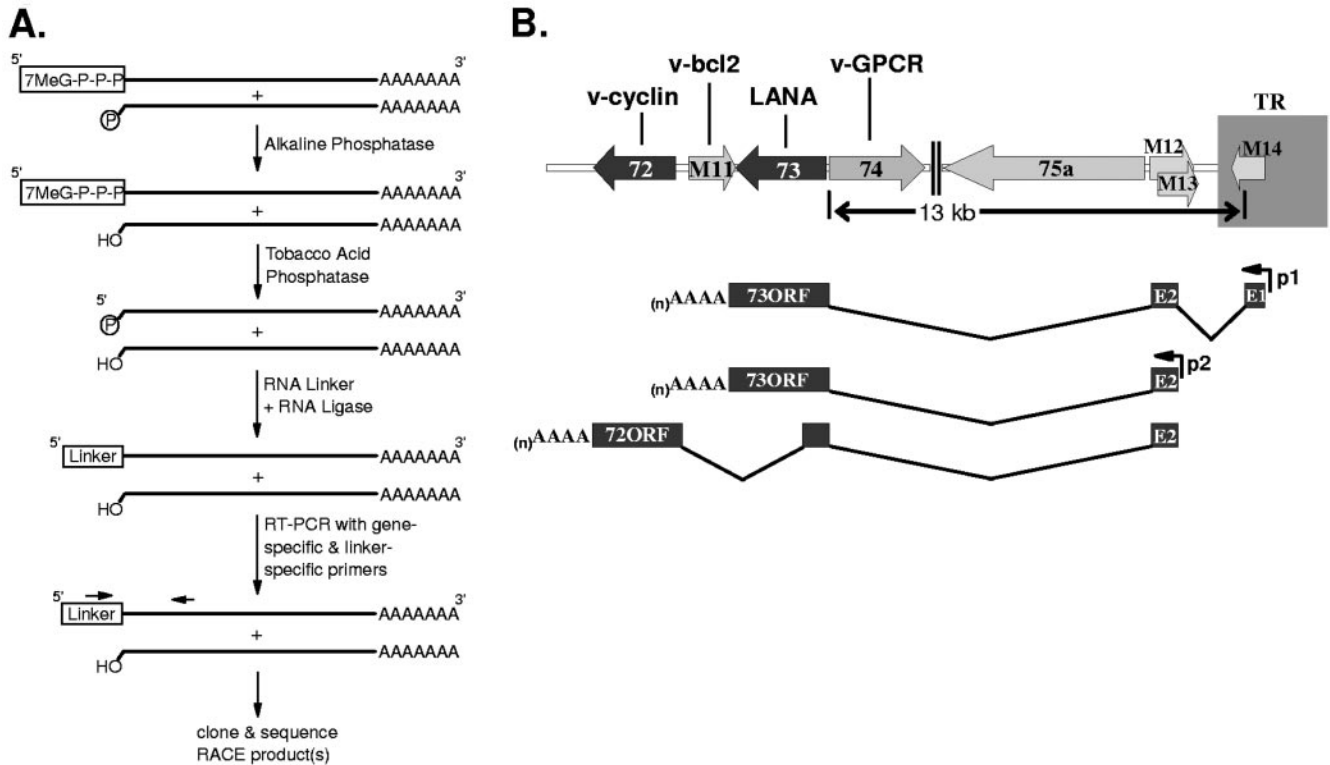 A.
5'
3'
7MeG-P-P-P
AAAAAAA
+
P
AAAAAAA
Alkaline Phosphatase
3'
7MeG-P-P-P
AAAAAAA
+
HO
AAAAAAA
Tobacco Acid
Phosphatase
5'
3'
P
AAAAAAA
+
HO
AAAAAAA
RNA Linker
+ RNA Ligase
5'
3'
Linker
AAAAAAA
+
HO
AAAAAAA
RT-PCR with gene-
specific & linker-
specific primers
5'
3'
Linker
AAAAAAA
+
HO
AAAAAAA
clone & sequence
RACE product(s)
B.
v-bcl2
v-GPCR
v-cyclin
LANA
TR
72
M11
73
74
75a
M12
M13
M14
13 kb
(n)AAAA
73ORF
E2
E1
p1
(n)AAAA
73ORF
E2
p2
(n)AAAA
72ORF
E2